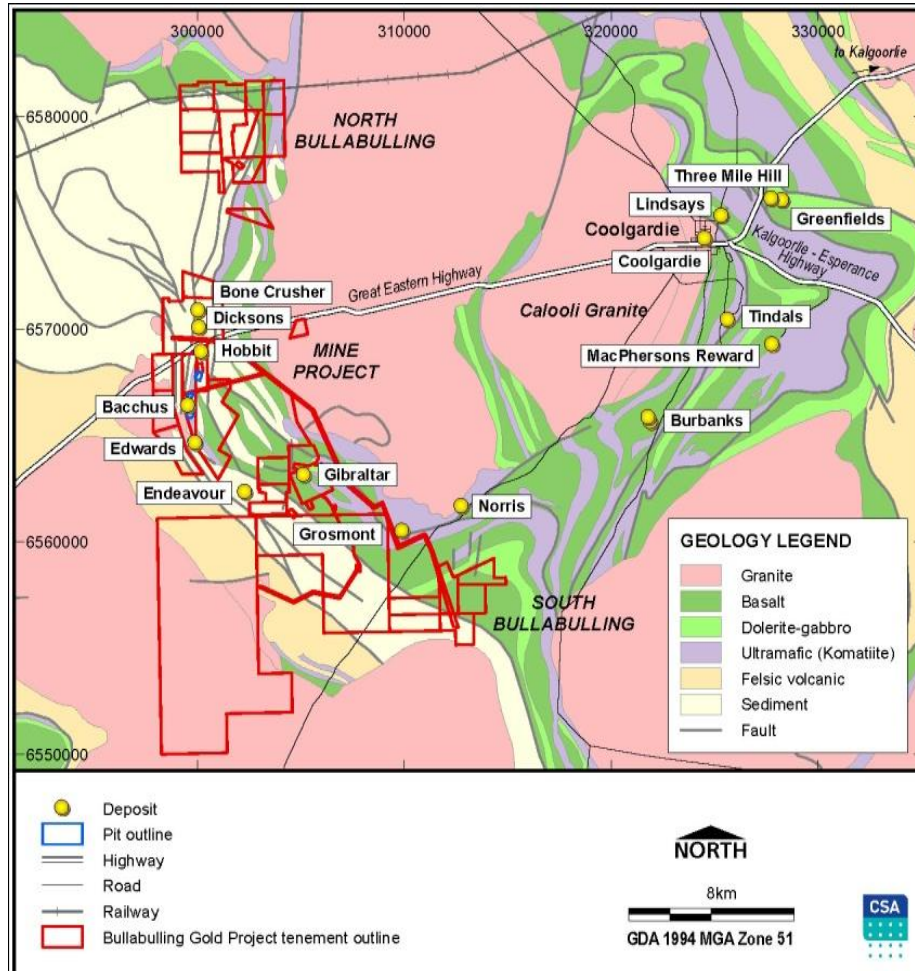 300000
310000
320000
330000
to Kalgoorlie
6580000
NORTH
BULLABULLING
Three Mile Hill
Lindsays
Greenfields
Coolgardie
Coolgardie
Kalgoorlie - Esperance
Highway
Great Eastern Highway
Bone Crusher
Dicksons
6570000
Hobbit
MINE
PROJECT
Calooli Granite
Tindals
MacPhersons Reward
Bacchus
Burbanks
Edwards
Gibraltar
Endeavour
Norris
Grosmont
6560000
SOUTH
BULLABULLING
6550000
GEOLOGY LEGEND
Granite
Basalt
Dolerite-gabbro
Ultramafic (Komatiite)
Felsic volcanic
Sediment
Fault
Deposit
Pit outline
Highway
Road
Railway
Bullabulling Gold Project tenement outline
NORTH
8km
GDA 1994 MGA Zone 51
CSA